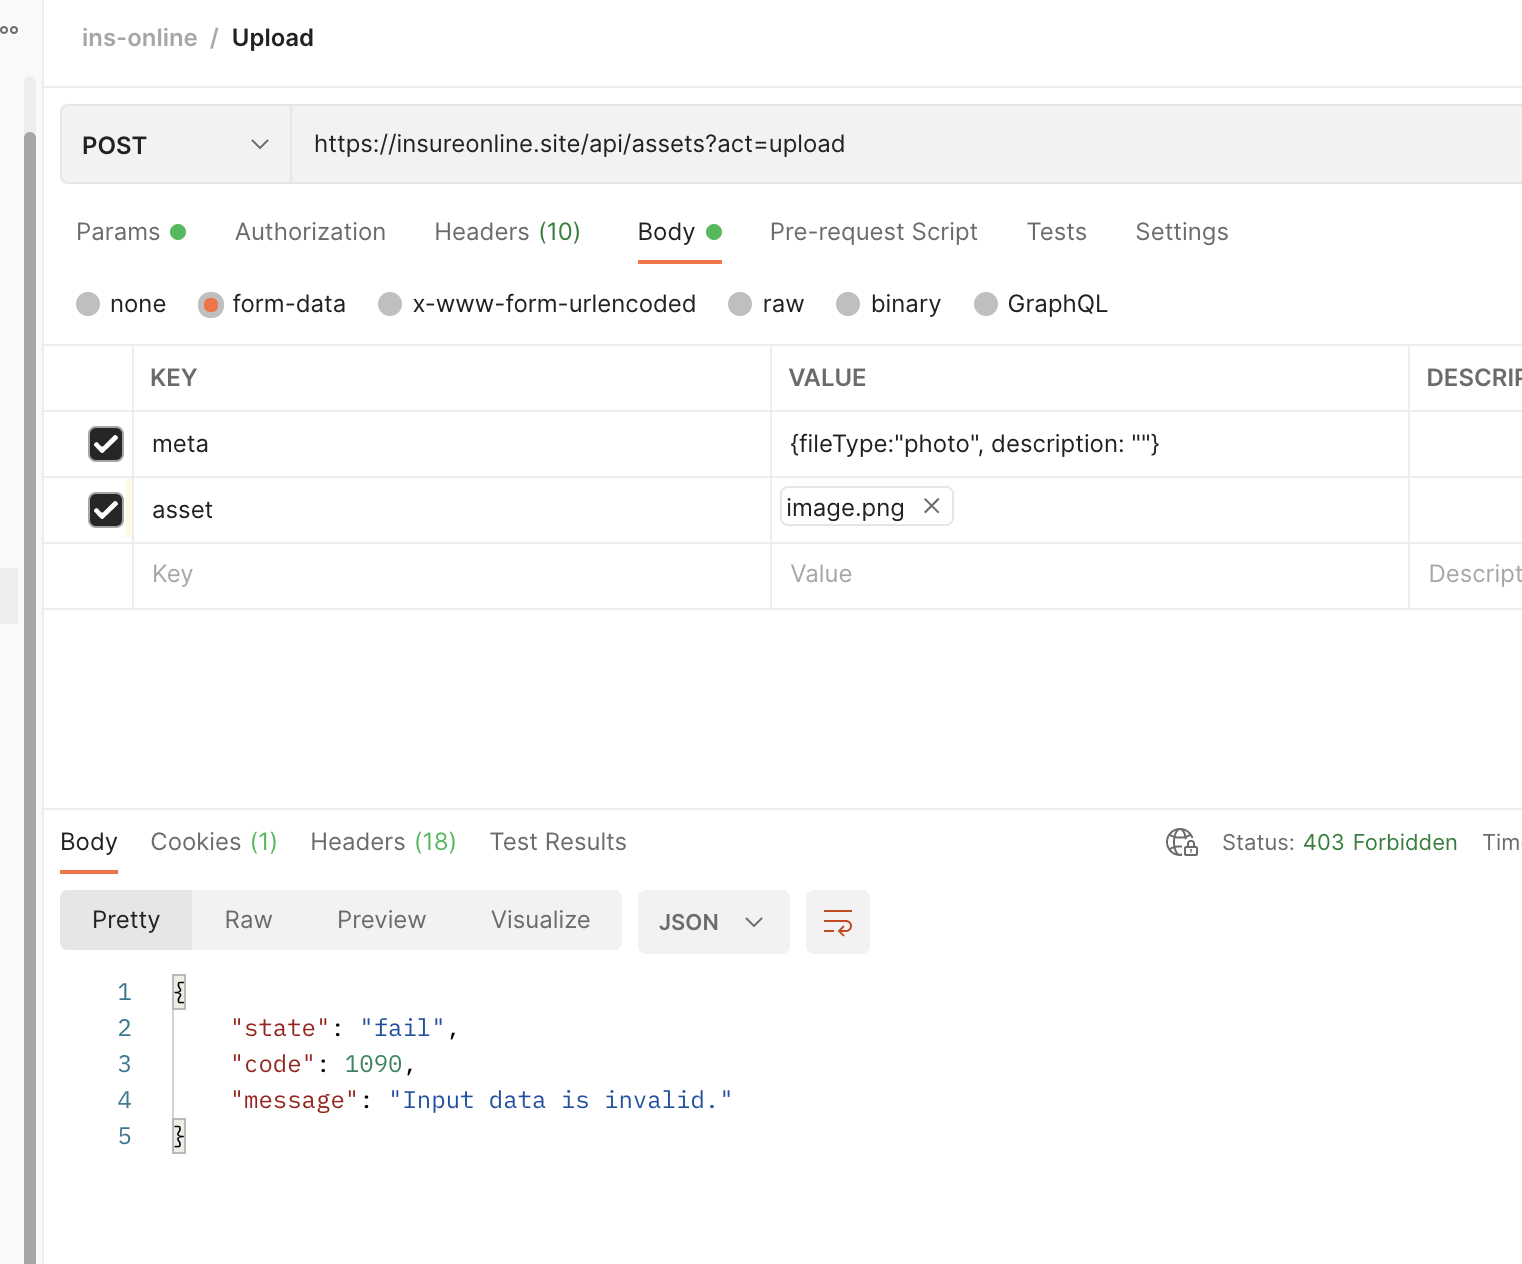 ins-online / Upload
POST https://insureonline.site/api/assets?act=upload
Params Authorization Headers (10) Body Pre-request Script Tests Settings
none form-data x-www-form-urlencoded raw binary GraphQL
KEY VALUE DESCRIP
meta {fileType:"photo", description: ""}
asset image.png
Key Value Descript
Body Cookies (1) Headers (18) Test Results Status: 403 Forbidden Tim
Pretty Raw Preview Visualize JSON
1 {
2 "state": "fail",
3 "code": 1090,
4 "message": "Input data is invalid."
5 }